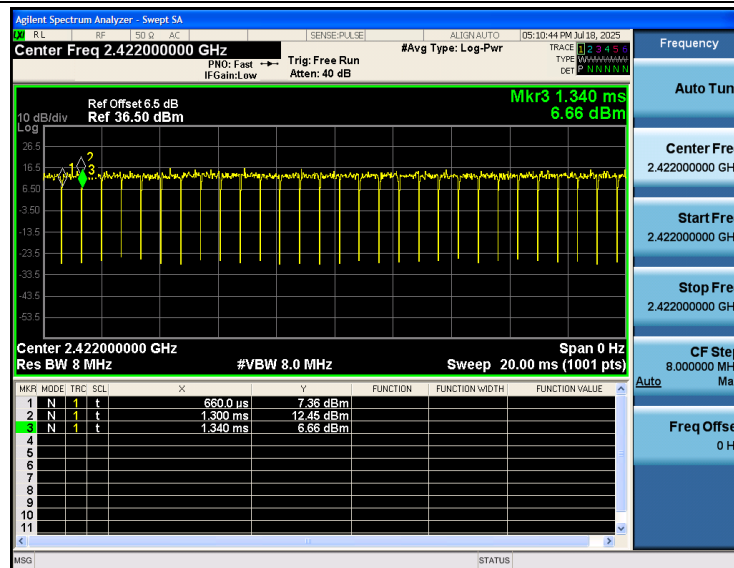 Agilent Spectrum Analyzer - Swept SA
LXI RL RF 50 Ω AC SENSE:PULSE ALIGN AUTO 05:10:44 PM Jul 18, 2025
Center Freq 2.422000000 GHz #Avg Type: Log-Pwr TRACE 1 2 3 4 5 6
PNO: Fast Trig: Free Run TYPE WWWWWW
IFGain:Low Atten: 40 dB DET P N N N N N
Frequency
Mkr3 1.340 ms
6.66 dBm
Ref Offset 6.5 dB
10 dB/div Ref 36.50 dBm
Log
26.5
16.5
6.50
-3.50
-13.5
-23.5
-33.5
-43.5
-53.5
1 2 3
Center 2.422000000 GHz Span 0 Hz
Res BW 8 MHz #VBW 8.0 MHz Sweep 20.00 ms (1001 pts)
MKR MODE TRC SCL X Y FUNCTION FUNCTION WIDTH FUNCTION VALUE
1 N 1 t 660.0 µs 7.36 dBm
2 N 1 t 1.300 ms 12.45 dBm
3 N 1 t 1.340 ms 6.66 dBm
4
5
6
7
8
9
10
11
MSG STATUS
Auto Tun
Center Fre
2.422000000 GH
Start Fre
2.422000000 GH
Stop Fre
2.422000000 GH
CF Ste
8.000000 MH
Auto Ma
Freq Offse
0 H